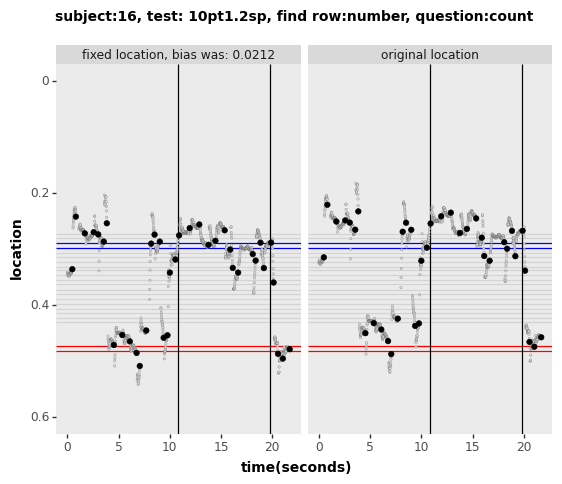 subject:16, test: 10pt1.2sp, find row:number, question:count
fixed location, bias was: 0.0212
original location
0
0.2
0.4
0.6
location
0 5 10 15 20
0 5 10 15 20
time(seconds)